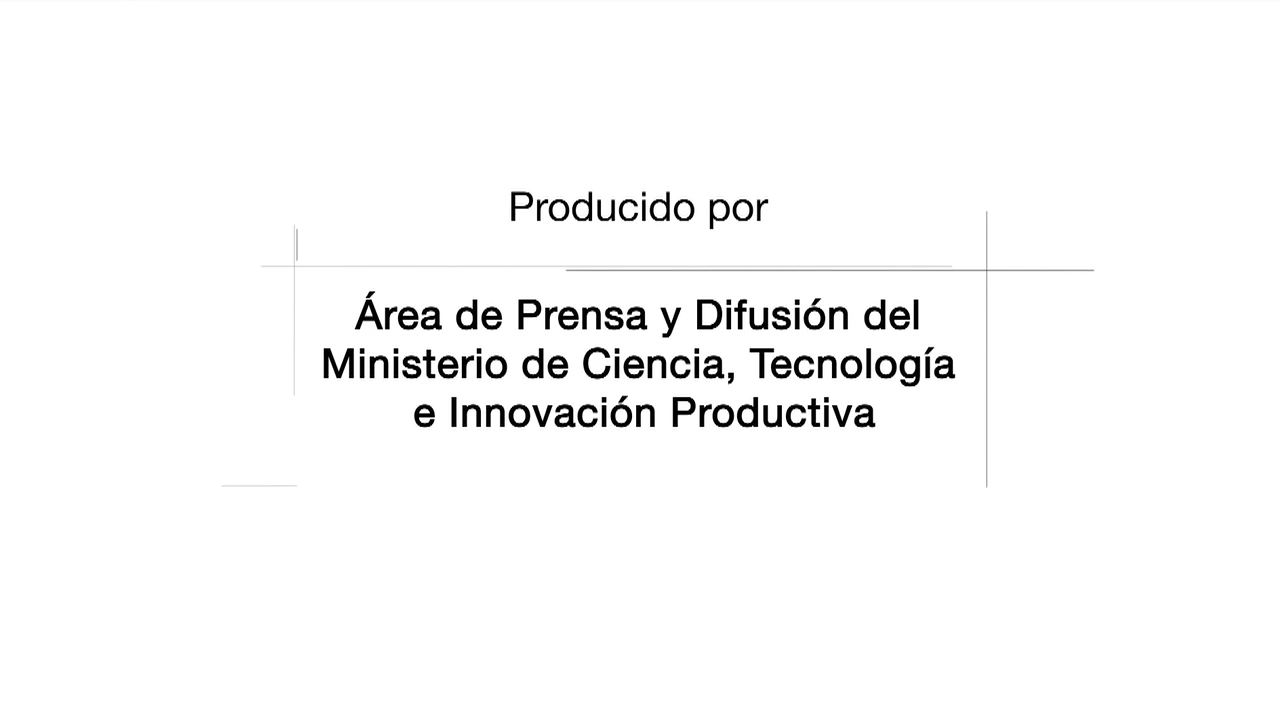 Producido por
Área de Prensa y Difusión del
Ministerio de Ciencia, Tecnología
e Innovación Productiva